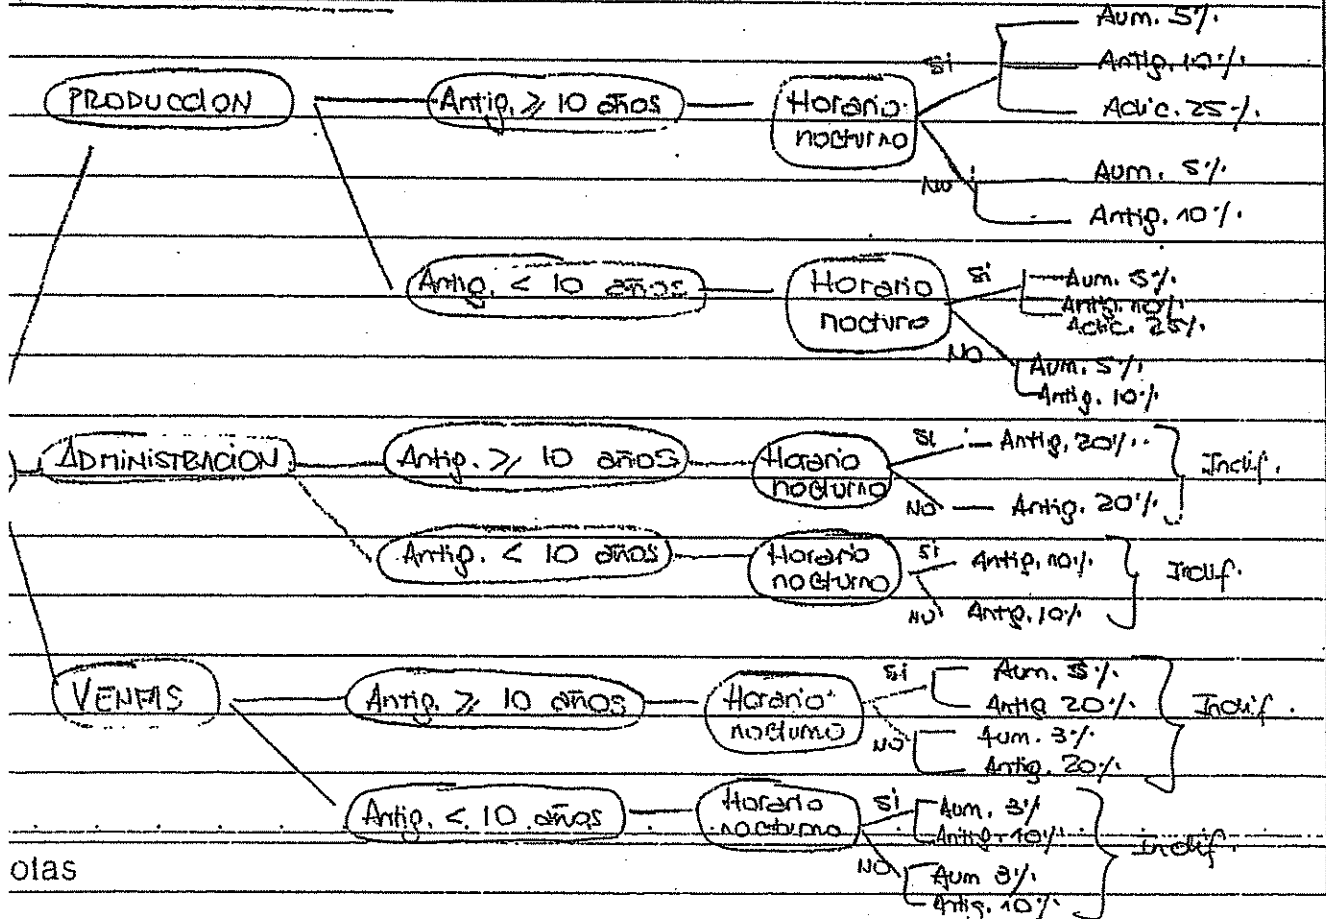 Aum. 5%
PRODUCCION
Antig. ≥ 10 años
Horario nocturno
si
Antig. 10%
Adic. 25%
NO
Aum. 5%
Antig. 10%
Antig. < 10 años
Horario nocturno
si
Aum. 5%
Antig. 10%
Adic. 25%
NO
Aum. 5%
Antig. 10%
ADMINISTRACION
Antig. ≥ 10 años
Horario nocturno
si
Antig. 20%
NO
Antig. 20%
Indif.
Antig. < 10 años
Horario nocturno
si
Antig. 10%
NO
Antig. 10%
Indif.
VENTAS
Antig. ≥ 10 años
Horario nocturno
si
Aum.
Antig 20%
NO
Aum. 3%
Antig. 20%
Indif.
Antig. < 10 años
Horario nocturno
si
Aum. 3%
Antig. 10%
NO
Aum 3%
Antig. 10%
Indif.
otas